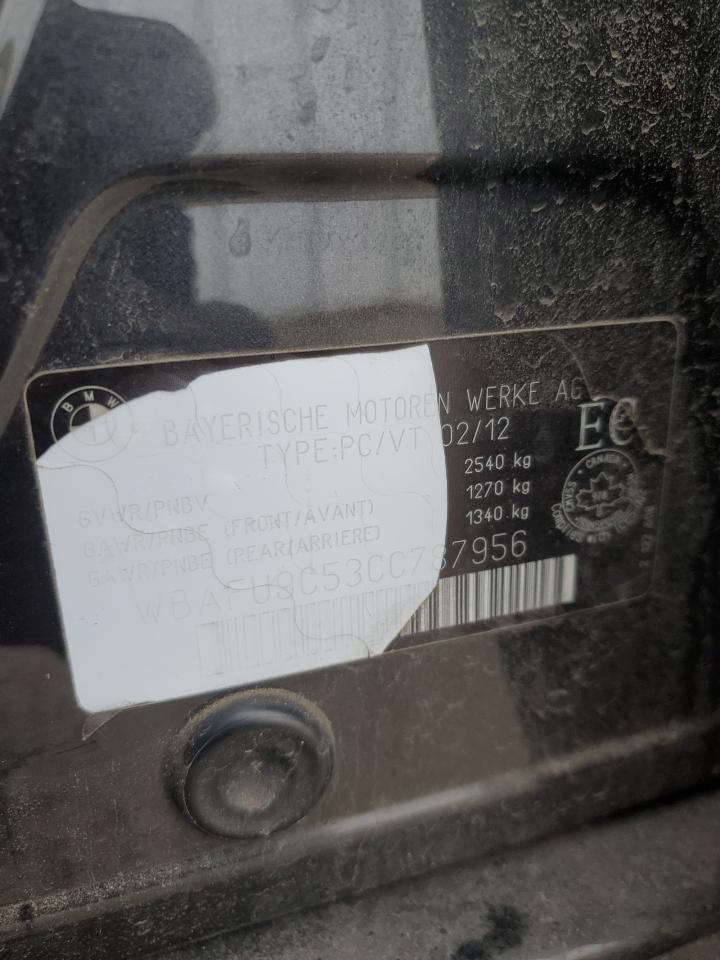 BMW
BAYERISCHE MOTOREN WERKE AG
TYPE:PC/VT 02/12
EC
GVWR/PNBV 2540 kg
GAWR/PNBE (FRONT/AVANT) 1270 kg
GAWR/PNBE (REAR/ARRIERE) 1340 kg
WBAFU9C53CC787956
CANADA